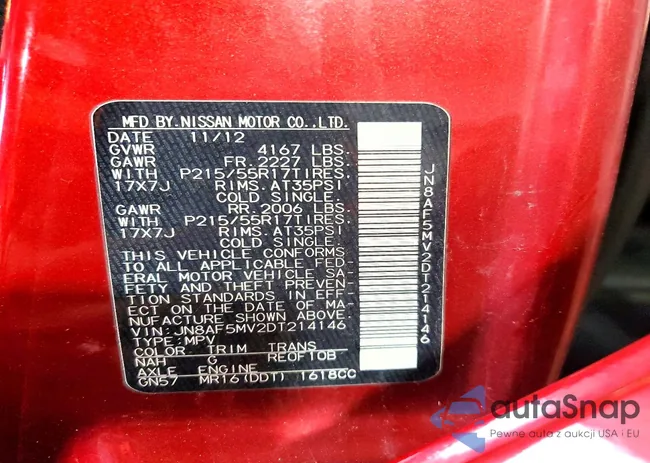 MFD BY.NISSAN MOTOR CO.,LTD.
DATE 11/12
GVWR 4167 LBS.
GAWR FR.2227 LBS.
WITH P215/55R17TIRES.
17X7J RIMS.AT35PSI
COLD SINGLE.
GAWR RR.2006 LBS.
WITH P215/55R17TIRES.
17X7J RIMS.AT35PSI
COLD SINGLE.
THIS VEHICLE CONFORMS
TO ALL APPLICABLE FED-
ERAL MOTOR VEHICLE SA-
FETY AND THEFT PREVEN-
TION STANDARDS IN EFF-
ECT ON THE DATE OF MA-
NUFACTURE SHOWN ABOVE.
VIN: JN8AF5MV2DT214146
TYPE: MPV
COLOR TRIM TRANS
NAH G RE0F10B
AXLE ENGINE
GN57 MR16(DDT) 1618CC
JN8AF5MV2DT214146
autoSnap
Pewne auta z aukcji USA i EU